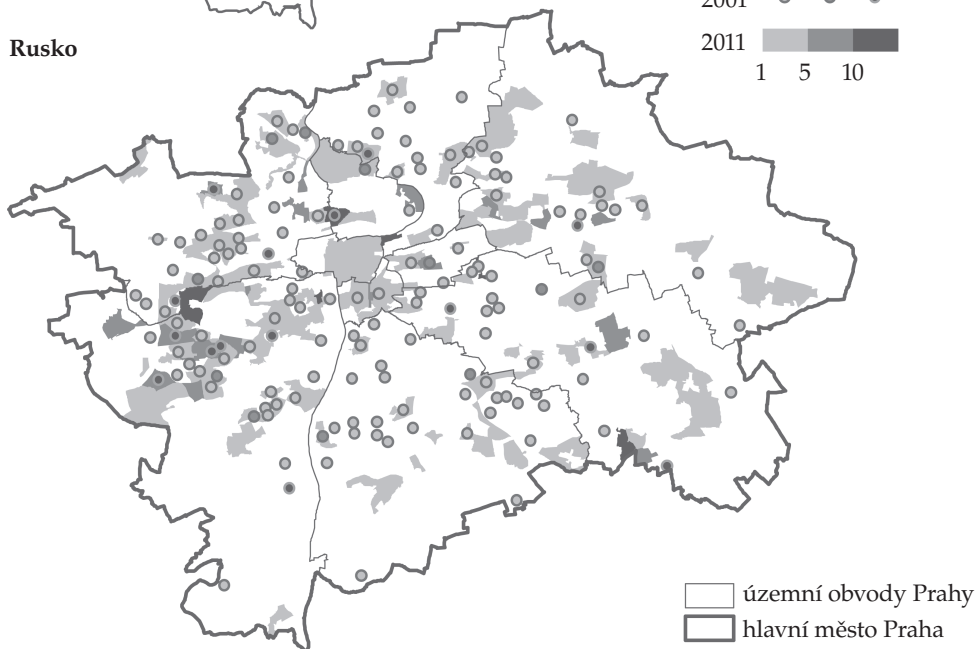 2001
Rusko
2011
1 5 10
územní obvody Prahy
hlavní město Praha